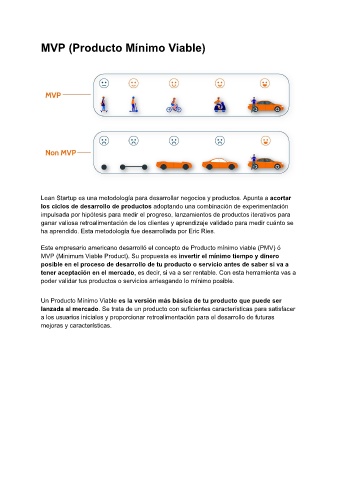 MVP (Producto Mínimo Viable)
MVP
Non MVP
Lean Startup es una metodología para desarrollar negocios y productos. Apunta a acortar
los ciclos de desarrollo de productos adoptando una combinación de experimentación
impulsada por hipótesis para medir el progreso, lanzamientos de productos iterativos para
ganar valiosa retroalimentación de los clientes y aprendizaje validado para medir cuánto se
ha aprendido. Esta metodología fue desarrollada por Eric Ries.
Este empresario americano desarrolló el concepto de Producto mínimo viable (PMV) ó
MVP (Minimum Viable Product). Su propuesta es invertir el mínimo tiempo y dinero
posible en el proceso de desarrollo de tu producto o servicio antes de saber si va a
tener aceptación en el mercado, es decir, si va a ser rentable. Con esta herramienta vas a
poder validar tus productos o servicios arriesgando lo mínimo posible.
Un Producto Mínimo Viable es la versión más básica de tu producto que puede ser
lanzada al mercado. Se trata de un producto con suficientes características para satisfacer
a los usuarios iniciales y proporcionar retroalimentación para el desarrollo de futuras
mejoras y características.